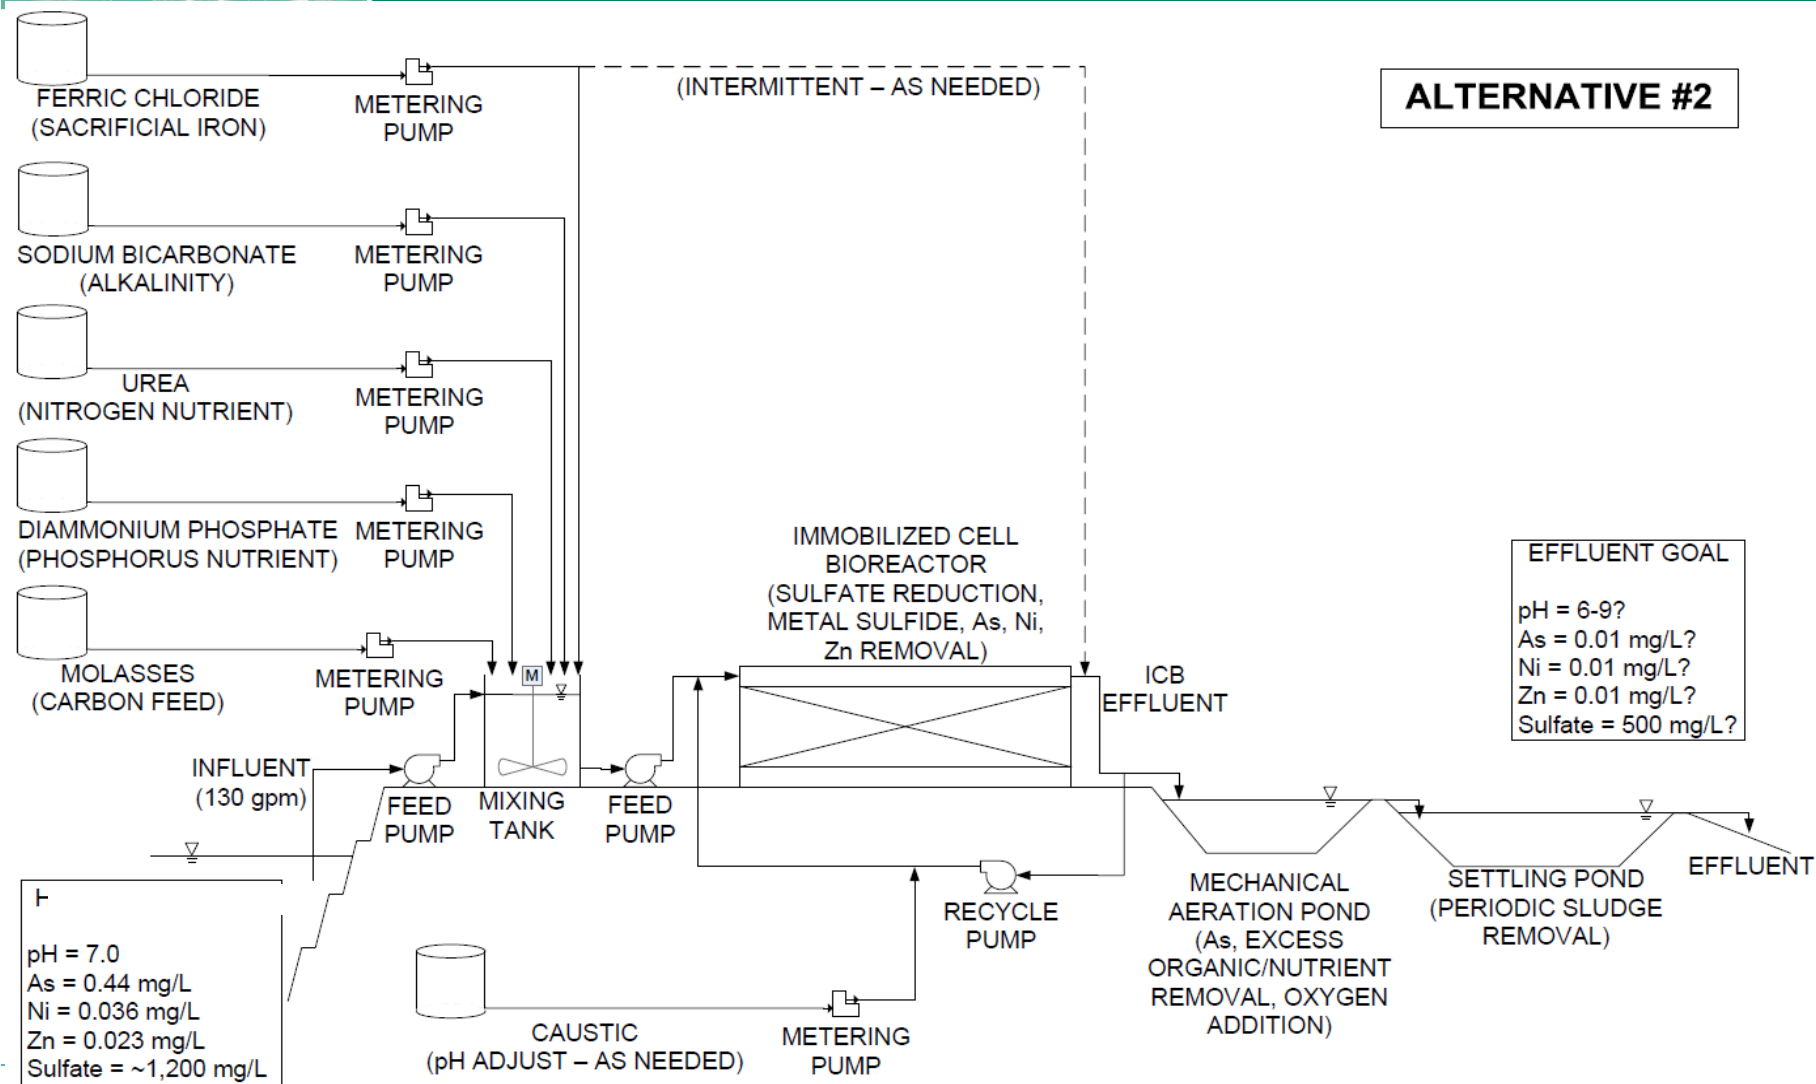 FERRIC CHLORIDE
(SACRIFICIAL IRON)
METERING
PUMP
(INTERMITTENT – AS NEEDED)
ALTERNATIVE #2
SODIUM BICARBONATE
(ALKALINITY)
METERING
PUMP
UREA
(NITROGEN NUTRIENT)
METERING
PUMP
DIAMMONIUM PHOSPHATE
(PHOSPHORUS NUTRIENT)
METERING
PUMP
MOLASSES
(CARBON FEED)
METERING
PUMP
M
IMMOBILIZED CELL
BIOREACTOR
(SULFATE REDUCTION,
METAL SULFIDE, As, Ni,
Zn REMOVAL)
ICB
EFFLUENT
EFFLUENT GOAL
pH = 6-9?
As = 0.01 mg/L?
Ni = 0.01 mg/L?
Zn = 0.01 mg/L?
Sulfate = 500 mg/L?
INFLUENT
(130 gpm)
FEED
PUMP
MIXING
TANK
FEED
PUMP
RECYCLE
PUMP
MECHANICAL
AERATION POND
(As, EXCESS
ORGANIC/NUTRIENT
REMOVAL, OXYGEN
ADDITION)
SETTLING POND
(PERIODIC SLUDGE
REMOVAL)
EFFLUENT
pH = 7.0
As = 0.44 mg/L
Ni = 0.036 mg/L
Zn = 0.023 mg/L
Sulfate = ~1,200 mg/L
CAUSTIC
(pH ADJUST – AS NEEDED)
METERING
PUMP